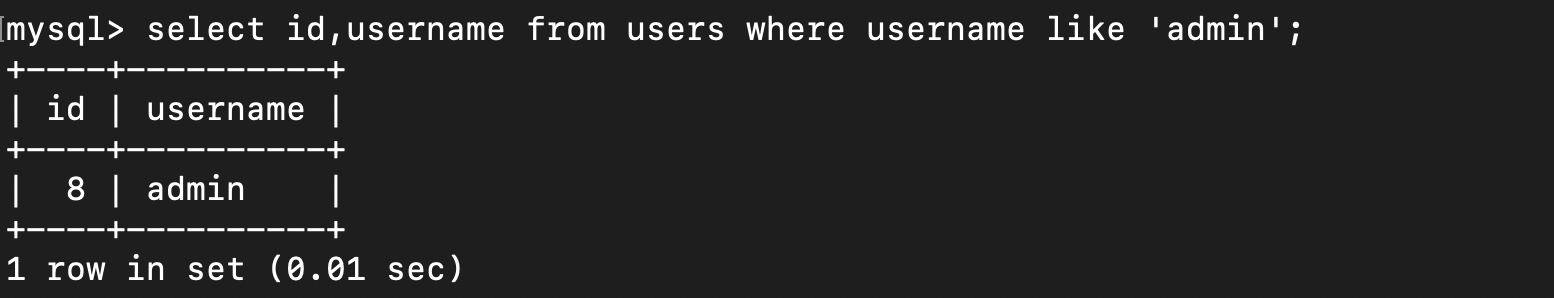 mysql> select id,username from users where username like 'admin';
+----+----------+
| id | username |
+----+----------+
|  8 | admin    |
+----+----------+
1 row in set (0.01 sec)